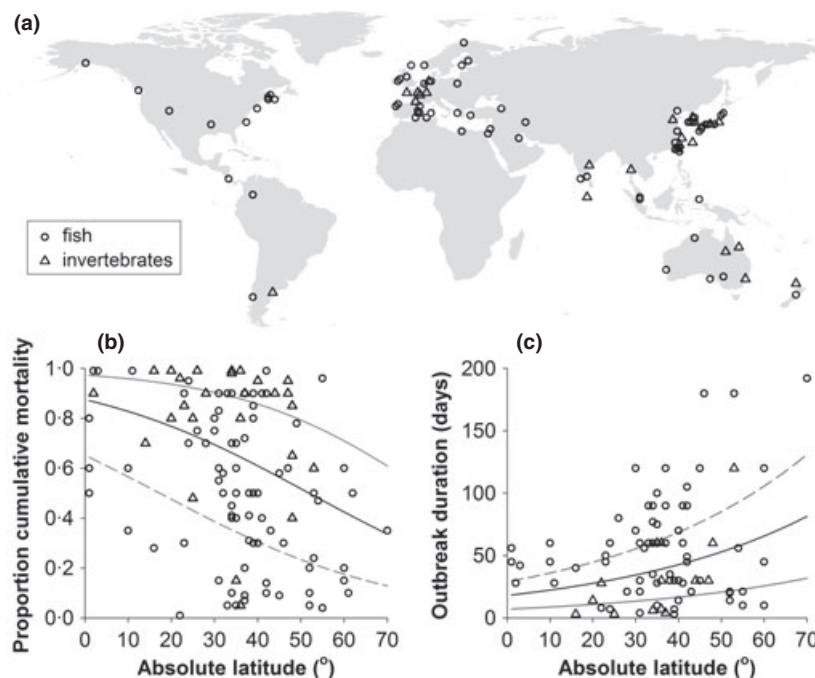 (a)
fish
invertebrates
(b)
1·0
0·8
0·6
0·4
0·2
0·0
Proportion cumulative mortality
0 10 20 30 40 50 60 70
Absolute latitude (°)
(c)
200
150
100
50
0
Outbreak duration (days)
0 10 20 30 40 50 60 70
Absolute latitude (°)